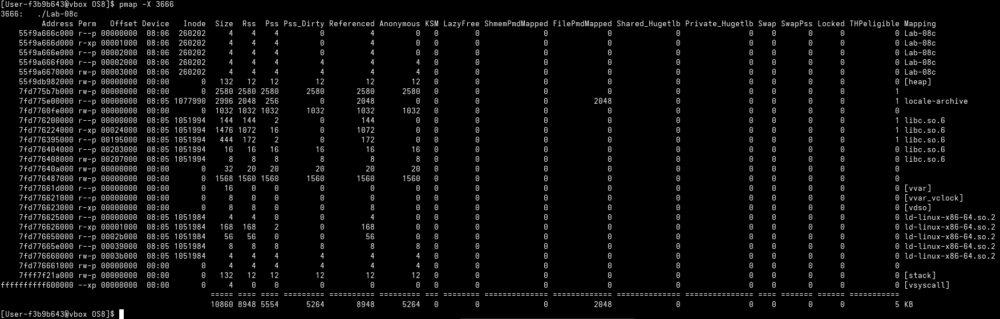 [User-f3b9b643@vbox OS8]$ pmap -X 3666
3666:   ./Lab-08c
         Address Perm   Offset Device   Inode  Size  Rss  Pss Pss_Dirty Referenced Anonymous KSM LazyFree ShmemPmdMapped FilePmdMapped Shared_Hugetlb Private_Hugetlb Swap SwapPss Locked THPeligible Mapping
    55f9a666c000 r--p 00000000  08:06  260202     4    4    4         0          4         0   0        0              0             0              0               0    0       0      0           0 Lab-08c
    55f9a666d000 r-xp 00001000  08:06  260202     4    4    4         0          4         0   0        0              0             0              0               0    0       0      0           0 Lab-08c
    55f9a666e000 r--p 00002000  08:06  260202     4    4    4         0          4         0   0        0              0             0              0               0    0       0      0           0 Lab-08c
    55f9a666f000 r--p 00002000  08:06  260202     4    4    4         4          4         4   0        0              0             0              0               0    0       0      0           0 Lab-08c
    55f9a6670000 rw-p 00003000  08:06  260202     4    4    4         4          4         4   0        0              0             0              0               0    0       0      0           0 Lab-08c
    55f9db982000 rw-p 00000000  00:00       0   132   12   12        12         12        12   0        0              0             0              0               0    0       0      0           0 [heap]
    7fd775b7b000 rw-p 00000000  00:00       0  2580 2580 2580      2580       2580      2580   0        0              0             0              0               0    0       0      0           1
    7fd775e00000 r--p 00000000  08:05 1077990  2996 2048  256         0       2048         0   0        0              0          2048              0               0    0       0      0           1 locale-archive
    7fd7760fe000 rw-p 00000000  00:00       0  1032 1032 1032      1032       1032      1032   0        0              0             0              0               0    0       0      0           0
    7fd776200000 r--p 00000000  08:05 1051994   144  144    2         0        144         0   0        0              0             0              0               0    0       0      0           1 libc.so.6
    7fd776224000 r-xp 00024000  08:05 1051994  1476 1072   16         0       1072         0   0        0              0             0              0               0    0       0      0           1 libc.so.6
    7fd776395000 r--p 00195000  08:05 1051994   444  172    2         0        172         0   0        0              0             0              0               0    0       0      0           1 libc.so.6
    7fd776404000 r--p 00203000  08:05 1051994    16   16   16        16         16        16   0        0              0             0              0               0    0       0      0           0 libc.so.6
    7fd776408000 rw-p 00207000  08:05 1051994     8    8    8         8          8         8   0        0              0             0              0               0    0       0      0           0 libc.so.6
    7fd77640a000 rw-p 00000000  00:00       0    32   20   20        20         20        20   0        0              0             0              0               0    0       0      0           0
    7fd776487000 rw-p 00000000  00:00       0  1568 1560 1560      1560       1560      1560   0        0              0             0              0               0    0       0      0           0
    7fd77661d000 r--p 00000000  00:00       0    16    0    0         0          0         0   0        0              0             0              0               0    0       0      0           0 [vvar]
    7fd776621000 r--p 00000000  00:00       0     8    0    0         0          0         0   0        0              0             0              0               0    0       0      0           0 [vvar_vclock]
    7fd776623000 r-xp 00000000  00:00       0     8    8    0         0          8         0   0        0              0             0              0               0    0       0      0           0 [vdso]
    7fd776625000 r--p 00000000  08:05 1051984     4    4    0         0          4         0   0        0              0             0              0               0    0       0      0           0 ld-linux-x86-64.so.2
    7fd776626000 r-xp 00001000  08:05 1051984   168  168    2         0        168         0   0        0              0             0              0               0    0       0      0           0 ld-linux-x86-64.so.2
    7fd776650000 r--p 0002b000  08:05 1051984    56   56    0         0         56         0   0        0              0             0              0               0    0       0      0           0 ld-linux-x86-64.so.2
    7fd77665e000 r--p 00039000  08:05 1051984     8    8    8         8          8         8   0        0              0             0              0               0    0       0      0           0 ld-linux-x86-64.so.2
    7fd776660000 rw-p 0003b000  08:05 1051984     4    4    4         4          4         4   0        0              0             0              0               0    0       0      0           0 ld-linux-x86-64.so.2
    7fd776661000 rw-p 00000000  00:00       0     4    4    4         4          4         4   0        0              0             0              0               0    0       0      0           0
    7fff7f21a000 rw-p 00000000  00:00       0   132   12   12        12         12        12   0        0              0             0              0               0    0       0      0           0 [stack]
ffffffffff600000 --xp 00000000  00:00       0     4    0    0         0          0         0   0        0              0             0              0               0    0       0      0           0 [vsyscall]
                                              ===== ==== ==== ========= ========== ========= === ======== ============== ============= ============== =============== ==== ======= ====== ===========
                                              10860 8948 5554      5264       8948      5264   0        0              0          2048              0               0    0       0      0           5 KB
[User-f3b9b643@vbox OS8]$